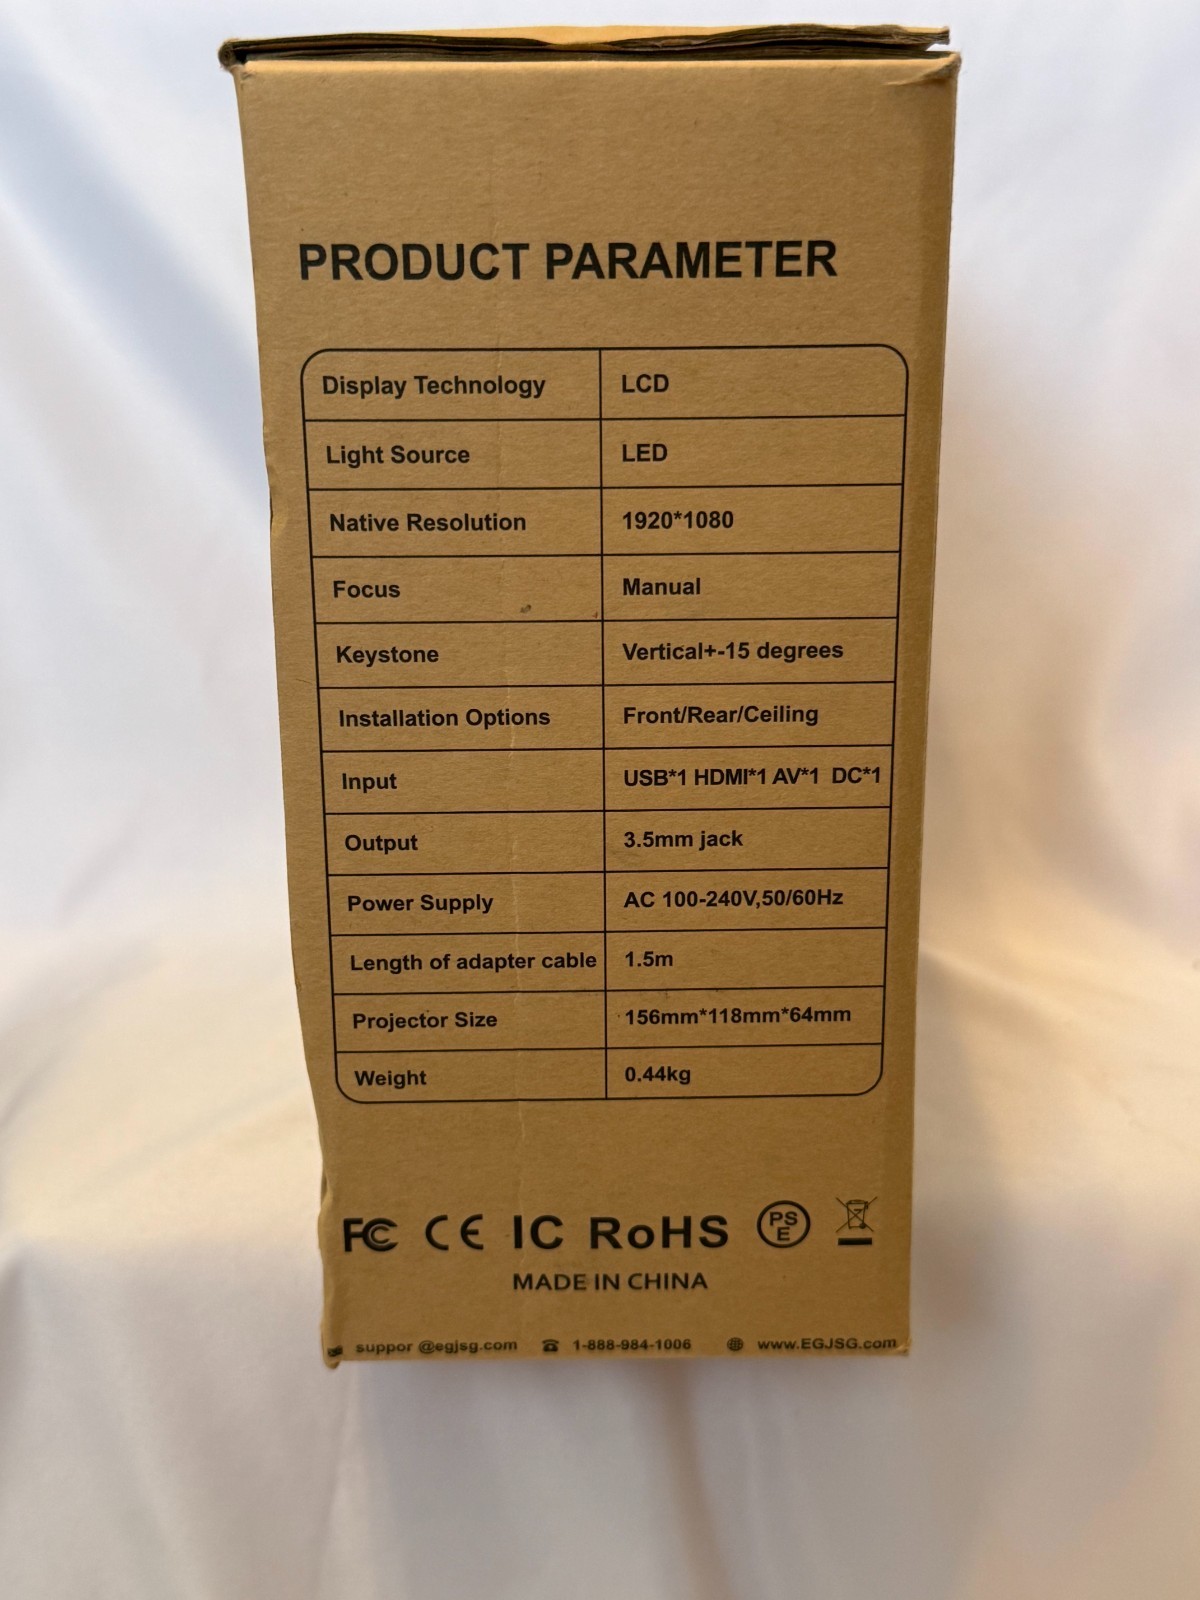 PRODUCT PARAMETER
Display Technology LCD
Light Source LED
Native Resolution 1920*1080
Focus Manual
Keystone Vertical+-15 degrees
Installation Options Front/Rear/Ceiling
Input USB*1 HDMI*1 AV*1 DC*1
Output 3.5mm jack
Power Supply AC 100-240V,50/60Hz
Length of adapter cable 1.5m
Projector Size 156mm*118mm*64mm
Weight 0.44kg
FC CE IC RoHS PSE
MADE IN CHINA
suppor @egjsg.com 1-888-984-1006 www.EGJSG.com